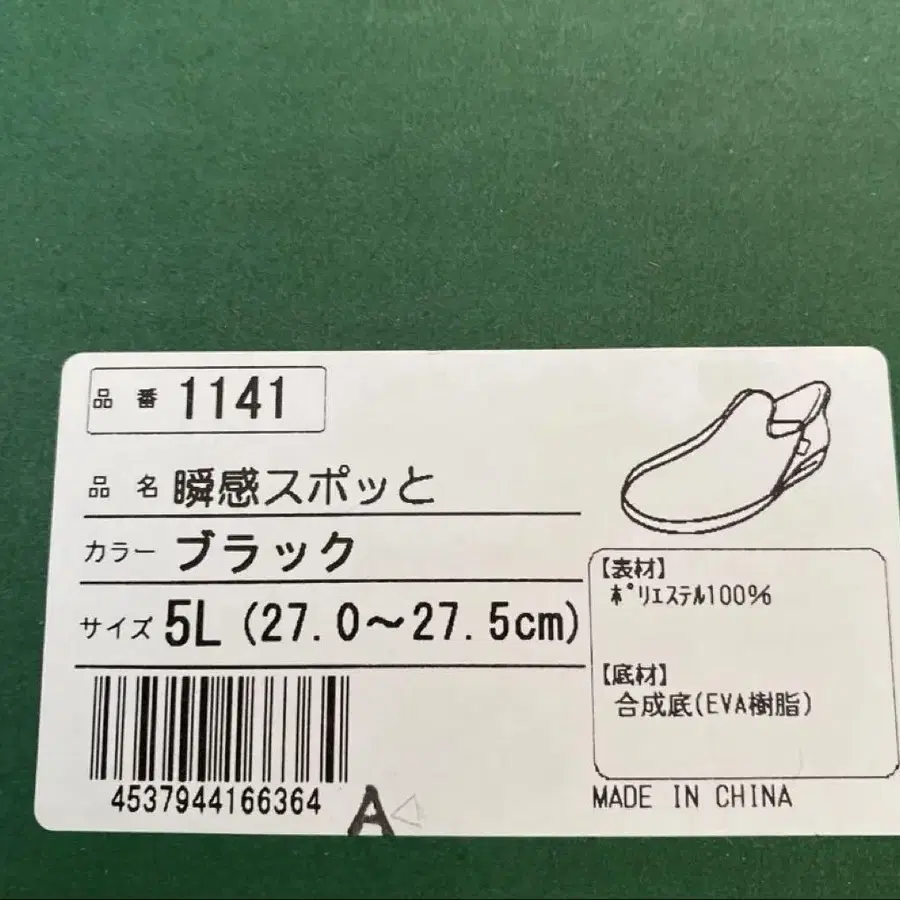 品番 1141
品名 瞬感スポッと
カラー ブラック
サイズ 5L (27.0～27.5cm)
【表材】
ﾎﾟﾘｴｽﾃﾙ100%
【底材】
合成底(EVA樹脂)
4537944166364
A
MADE IN CHINA